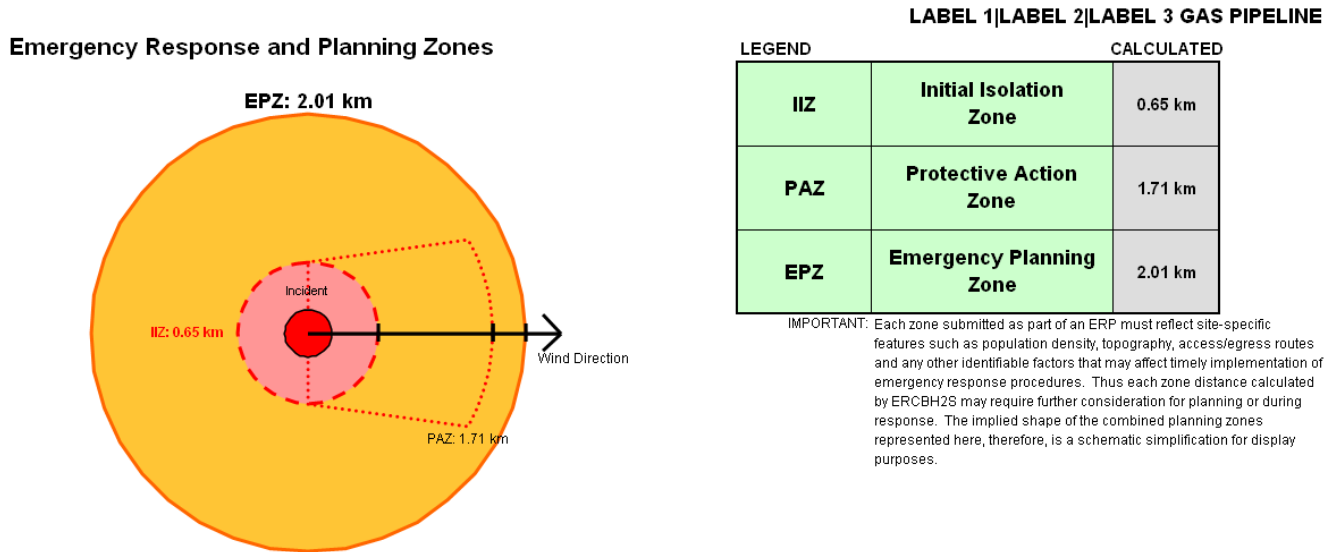 LABEL 1|LABEL 2|LABEL 3 GAS PIPELINE
Emergency Response and Planning Zones
EPZ: 2.01 km
Incident
IIZ: 0.65 km
Wind Direction
PAZ: 1.71 km
LEGEND CALCULATED
IIZ Initial Isolation Zone 0.65 km
PAZ Protective Action Zone 1.71 km
EPZ Emergency Planning Zone 2.01 km
IMPORTANT: Each zone submitted as part of an ERP must reflect site-specific
features such as population density, topography, access/egress routes
and any other identifiable factors that may affect timely implementation of
emergency response procedures. Thus each zone distance calculated
by ERCBH2S may require further consideration for planning or during
response. The implied shape of the combined planning zones
represented here, therefore, is a schematic simplification for display
purposes.